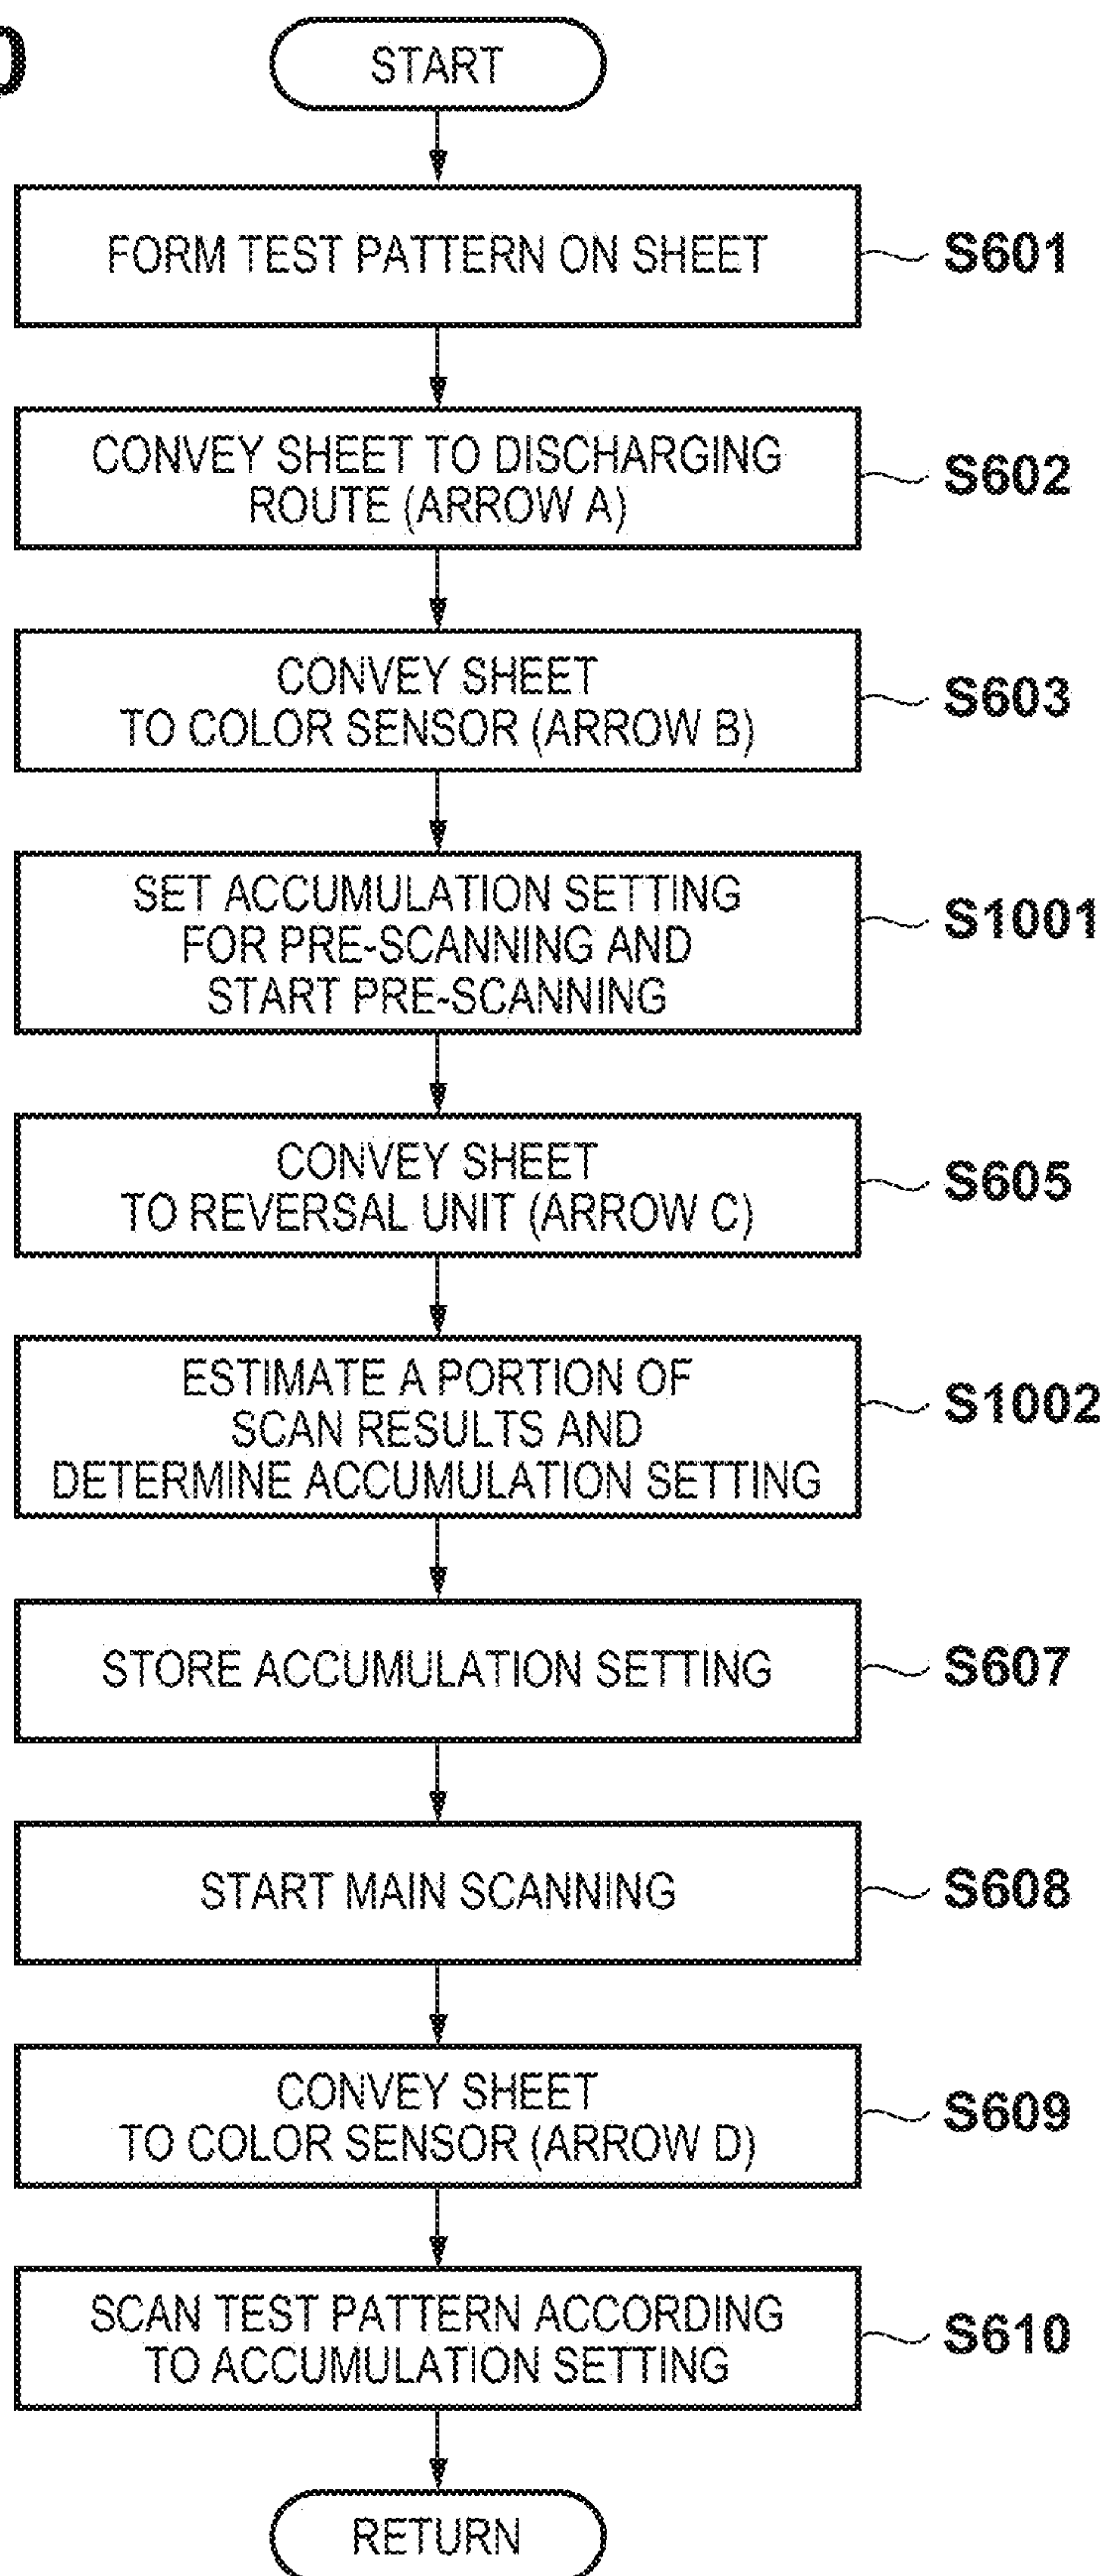 START
FORM TEST PATTERN ON SHEET
S601
CONVEY SHEET TO DISCHARGING
ROUTE (ARROW A)
S602
CONVEY SHEET
TO COLOR SENSOR (ARROW B)
S603
SET ACCUMULATION SETTING
FOR PRE-SCANNING AND
START PRE-SCANNING
S1001
CONVEY SHEET
TO REVERSAL UNIT (ARROW C)
S605
ESTIMATE A PORTION OF
SCAN RESULTS AND
DETERMINE ACCUMULATION SETTING
S1002
STORE ACCUMULATION SETTING
S607
START MAIN SCANNING
S608
CONVEY SHEET
TO COLOR SENSOR (ARROW D)
S609
SCAN TEST PATTERN ACCORDING
TO ACCUMULATION SETTING
S610
RETURN